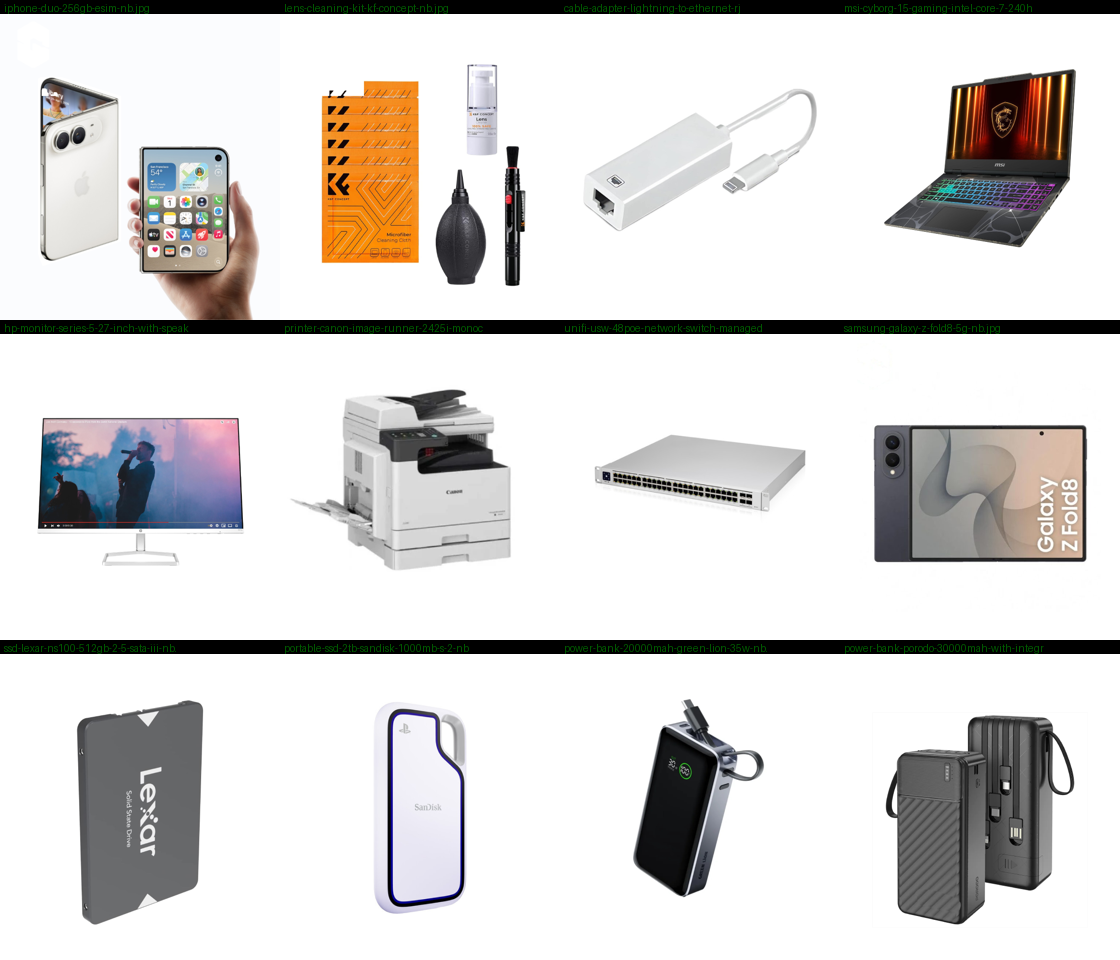 iphone-duo-256gb-esim-nb.jpg
lens-cleaning-kit-kf-concept-nb.jpg
cable-adapter-lightning-to-ethernet-rj
msi-cyborg-15-gaming-intel-core-7-240h
54°
K&F CONCEPT
Lens
K&F CONCEPT
Microfiber
Cleaning Cloth
msi
hp-monitor-series-5-27-inch-with-speak
printer-canon-image-runner-2425i-monoc
unifi-usw-48poe-network-switch-managed
samsung-galaxy-z-fold8-5g-nb.jpg
Canon
Galaxy
Z Fold8
ssd-lexar-ns100-512gb-2-5-sata-iii-nb
portable-ssd-2tb-sandisk-1000mb-s-2-nb
power-bank-20000mah-green-lion-35w-nb
power-bank-porodo-30000mah-with-integr
Lexar
Solid State Drive
SanDisk